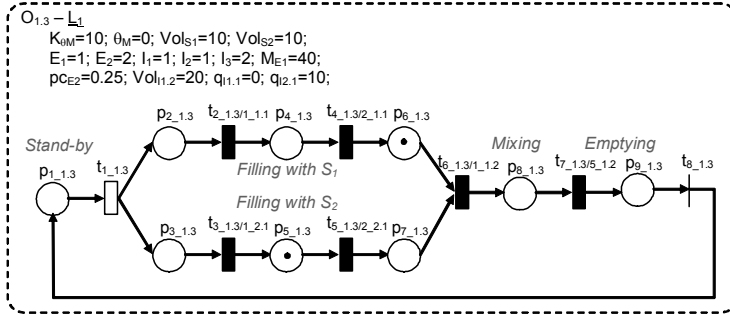 O1.3 – L1
KθM=10; θM=0; VolS1=10; VolS2=10;
E1=1; E2=2; I1=1; I2=1; I3=2; ME1=40;
pcE2=0.25; VolI1.2=20; qI1.1=0; qI2.1=10;
p2_1.3 t2_1.3/1_1.1 p4_1.3 t4_1.3/2_1.1 p6_1.3
Stand-by Mixing Emptying
p1_1.3 t1_1.3 Filling with S1 t6_1.3/1_1.2 p8_1.3 t7_1.3/5_1.2 p9_1.3 t8_1.3
Filling with S2
p3_1.3 t3_1.3/1_2.1 p5_1.3 t5_1.3/2_2.1 p7_1.3